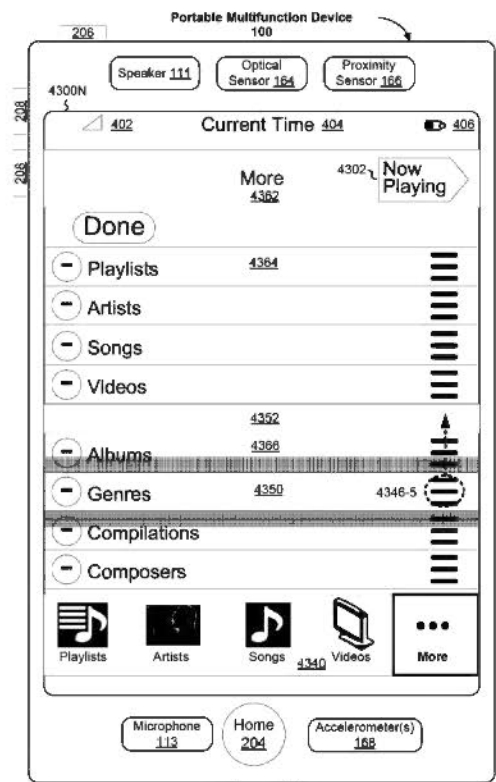 Portable Multifunction Device
100
206
Speaker 111
Optical
Sensor 164
Proximity
Sensor 166
4300N
208
208
402
Current Time 404
406
More
4362
4302
Now
Playing
Done
Playlists
4364
Artists
Songs
Videos
4352
Albums
4366
Genres
4350
4346-5
Compilations
Composers
Playlists
Artists
Songs
4340
Videos
More
Microphone
113
Home
204
Accelerometer(s)
168